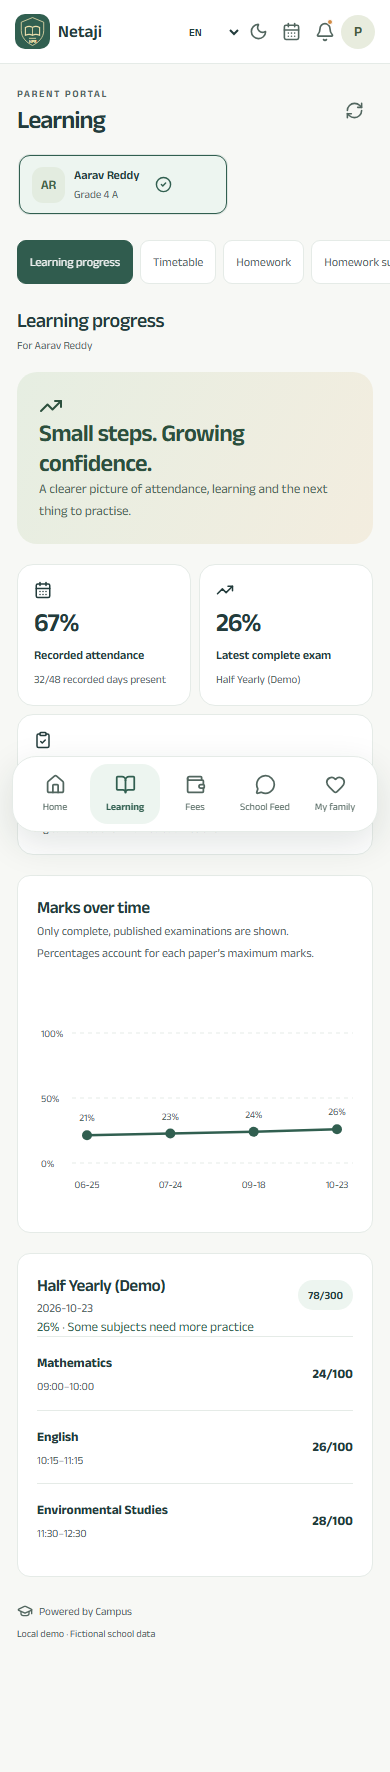 Netaji
EN
P
PARENT PORTAL
Learning
AR
Aarav Reddy
Grade 4 A
Learning progress
Timetable
Homework
Homework su
Learning progress
For Aarav Reddy
Small steps. Growing
confidence.
A clearer picture of attendance, learning and the next
thing to practise.
67%
Recorded attendance
32/48 recorded days present
26%
Latest complete exam
Half Yearly (Demo)
Home
Learning
Fees
School Feed
My family
Marks over time
Only complete, published examinations are shown.
Percentages account for each paper's maximum marks.
100%
50%
0%
21%
23%
24%
26%
06-25
07-24
09-18
10-23
Half Yearly (Demo)
78/300
2026-10-23
26% · Some subjects need more practice
Mathematics
09:00–10:00
24/100
English
10:15–11:15
26/100
Environmental Studies
11:30–12:30
28/100
Powered by Campus
Local demo · Fictional school data